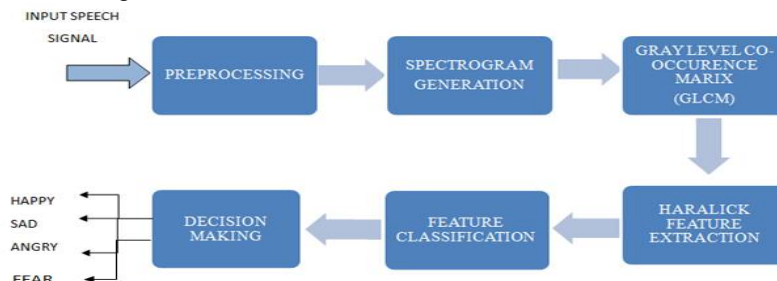 INPUT SPEECH
SIGNAL
PREPROCESSING
SPECTROGRAM
GENERATION
GRAY LEVEL CO-
OCCURENCE
MARIX
(GLCM)
HAPPY
SAD
ANGRY
FEAR
DECISION
MAKING
FEATURE
CLASSIFICATION
HARALICK
FEATURE
EXTRACTION